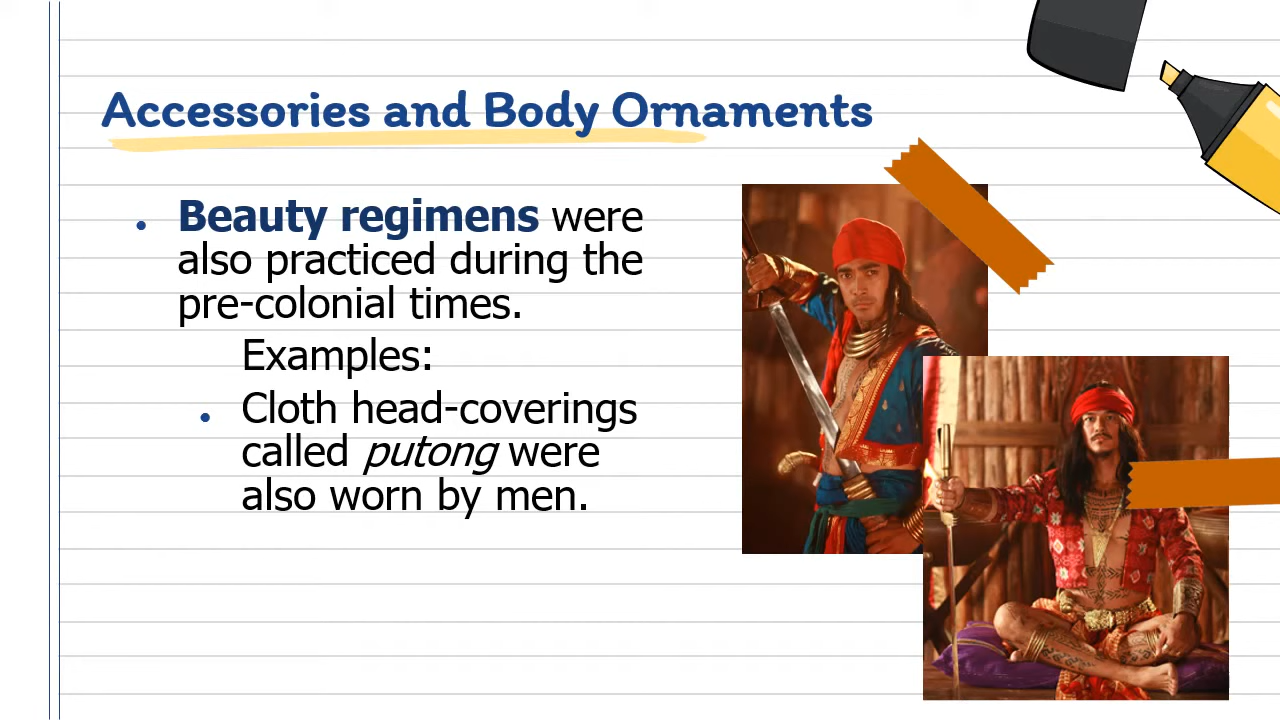 Accessories and Body Ornaments
• Beauty regimens were
also practiced during the
pre-colonial times.
Examples:
• Cloth head-coverings
called putong were
also worn by men.